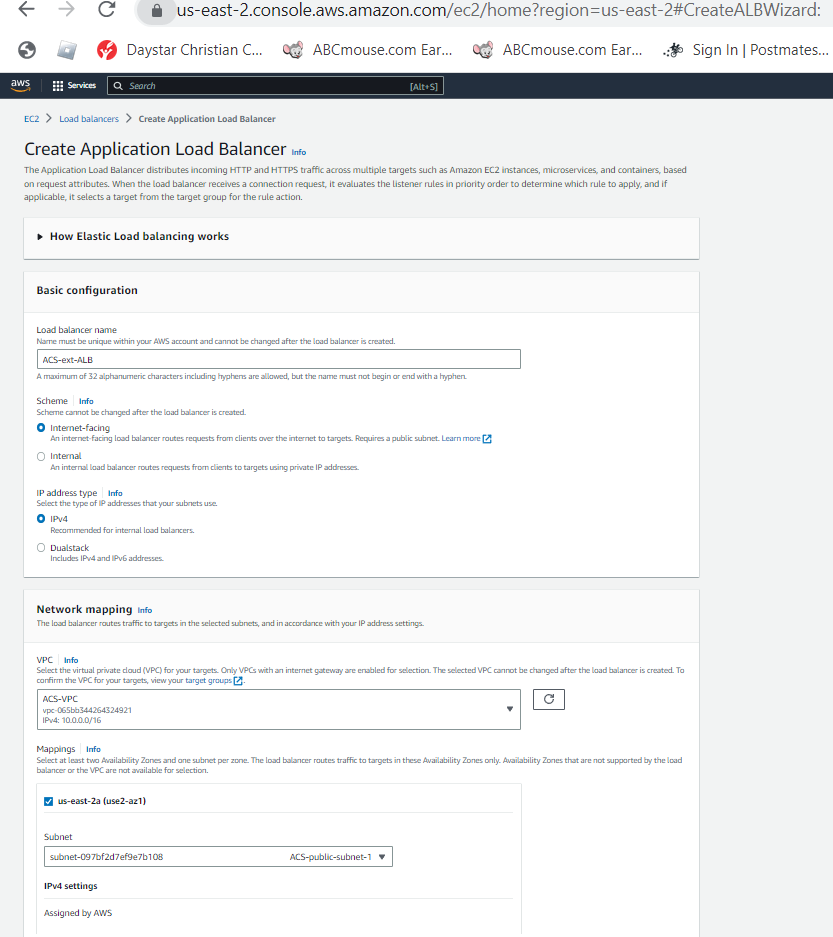 us-east-2.console.aws.amazon.com/ec2/home?region=us-east-2#CreateALBWizard:
Daystar Christian C... ABCmouse.com Ear... ABCmouse.com Ear... Sign In | Postmates...
aws Services Search [Alt+S]
EC2 > Load balancers > Create Application Load Balancer
Create Application Load Balancer Info
The Application Load Balancer distributes incoming HTTP and HTTPS traffic across multiple targets such as Amazon EC2 instances, microservices, and containers, based
on request attributes. When the load balancer receives a connection request, it evaluates the listener rules in priority order to determine which rule to apply, and if
applicable, it selects a target from the target group for the rule action.
How Elastic Load balancing works
Basic configuration
Load balancer name
Name must be unique within your AWS account and cannot be changed after the load balancer is created.
ACS-ext-ALB
A maximum of 32 alphanumeric characters including hyphens are allowed, but the name must not begin or end with a hyphen.
Scheme Info
Scheme cannot be changed after the load balancer is created.
Internet-facing
An internet-facing load balancer routes requests from clients over the internet to targets. Requires a public subnet. Learn more
Internal
An internal load balancer routes requests from clients to targets using private IP addresses.
IP address type Info
Select the type of IP addresses that your subnets use.
IPv4
Recommended for internal load balancers.
Dualstack
Includes IPv4 and IPv6 addresses.
Network mapping Info
The load balancer routes traffic to targets in the selected subnets, and in accordance with your IP address settings.
VPC Info
Select the virtual private cloud (VPC) for your targets. Only VPCs with an internet gateway are enabled for selection. The selected VPC cannot be changed after the load balancer is created. To
confirm the VPC for your targets, view your target groups.
ACS-VPC
vpc-065bb344264324921
IPv4: 10.0.0.0/16
Mappings Info
Select at least two Availability Zones and one subnet per zone. The load balancer routes traffic to targets in these Availability Zones only. Availability Zones that are not supported by the load
balancer or the VPC are not available for selection.
us-east-2a (use2-az1)
Subnet
subnet-097bf2d7ef9e7b108 ACS-public-subnet-1
IPv4 settings
Assigned by AWS